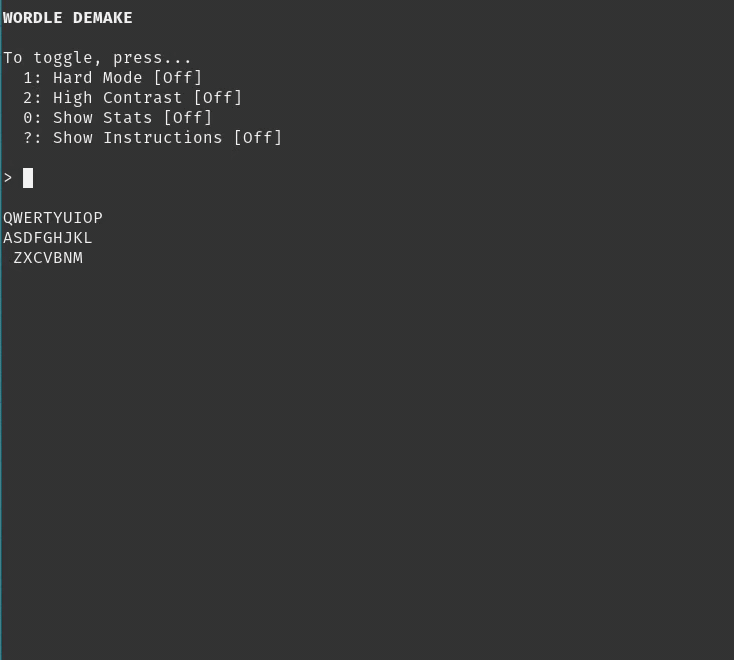 WORDLE DEMAKE
To toggle, press...
1: Hard Mode [Off]
2: High Contrast [Off]
0: Show Stats [Off]
?: Show Instructions [Off]
>
QWERTYUIOP
ASDFGHJKL
ZXCVBNM